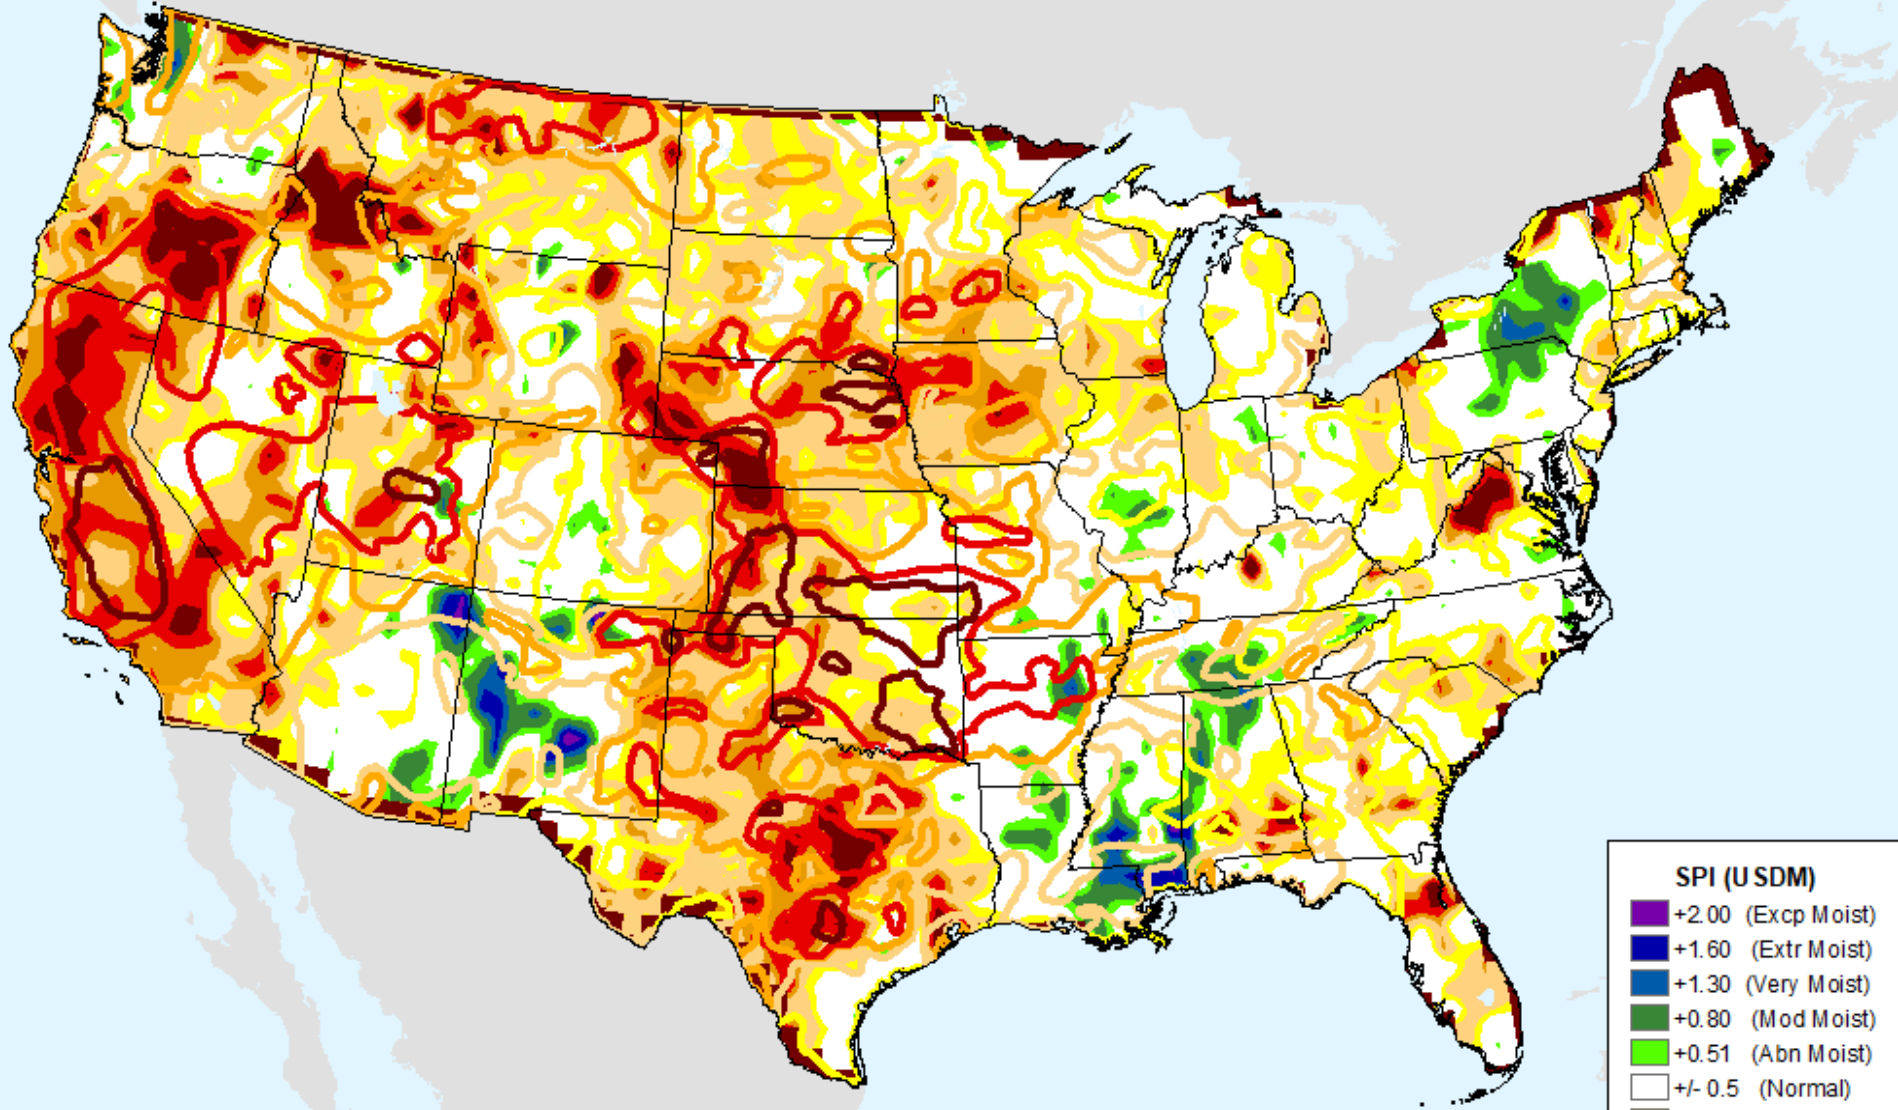 SPI (USDM)
+2.00 (Excp Moist)
+1.60 (Extr Moist)
+1.30 (Very Moist)
+0.80 (Mod Moist)
+0.51 (Abn Moist)
+/- 0.5 (Normal)